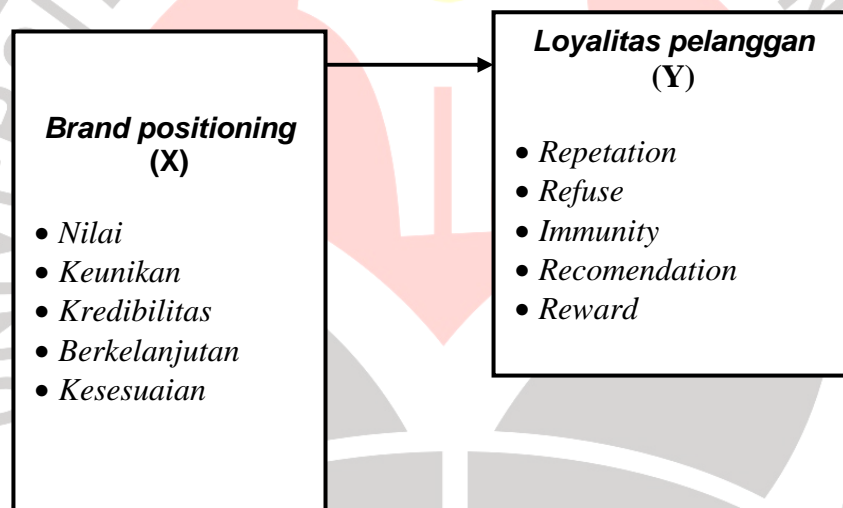 Brand positioning
(X)
• Nilai
• Keunikan
• Kredibilitas
• Berkelanjutan
• Kesesuaian
Loyalitas pelanggan
(Y)
• Repetation
• Refuse
• Immunity
• Recomendation
• Reward